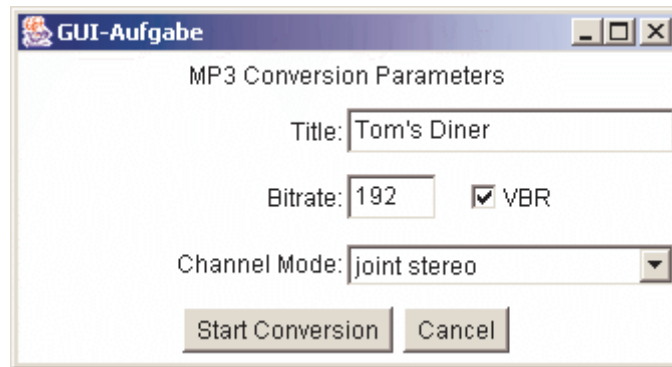 GUI-Aufgabe
MP3 Conversion Parameters
Title: Tom's Diner
Bitrate: 192 VBR
Channel Mode: joint stereo
Start Conversion Cancel